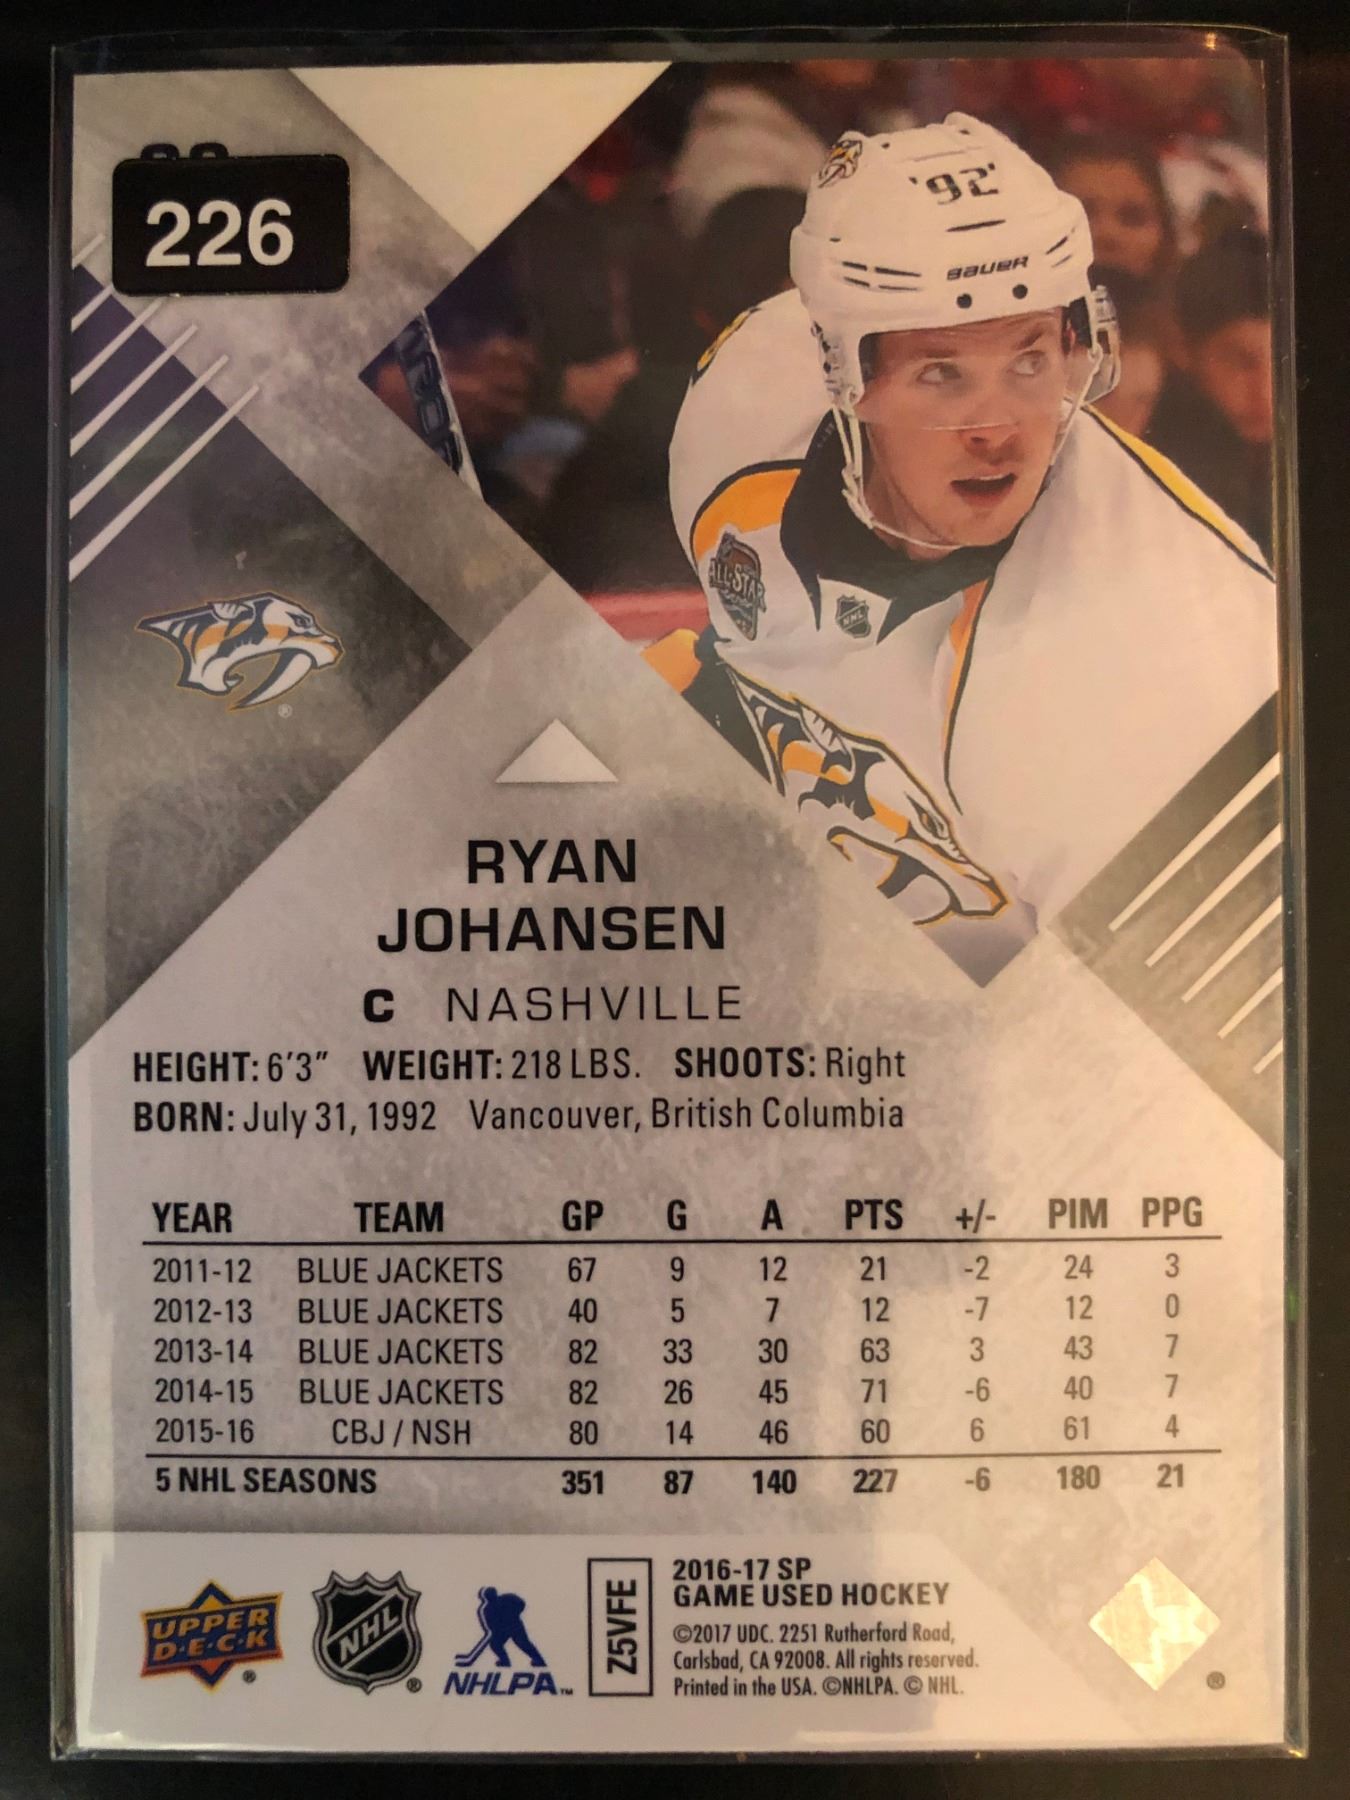 226
'92'
BAUER
ALL-STAR
NHL
RYAN
JOHANSEN
C NASHVILLE
HEIGHT: 6'3" WEIGHT: 218 LBS. SHOOTS: Right
BORN: July 31, 1992 Vancouver, British Columbia
YEAR TEAM GP G A PTS +/- PIM PPG
2011-12 BLUE JACKETS 67 9 12 21 -2 24 3
2012-13 BLUE JACKETS 40 5 7 12 -7 12 0
2013-14 BLUE JACKETS 82 33 30 63 3 43 7
2014-15 BLUE JACKETS 82 26 45 71 -6 40 7
2015-16 CBJ / NSH 80 14 46 60 6 61 4
5 NHL SEASONS 351 87 140 227 -6 180 21
UPPER
D·E·C·K
®
NHL
®
NHLPA™
Z5VFE
2016-17 SP
GAME USED HOCKEY
©2017 UDC. 2251 Rutherford Road,
Carlsbad, CA 92008. All rights reserved.
Printed in the USA. ©NHLPA. © NHL.
®